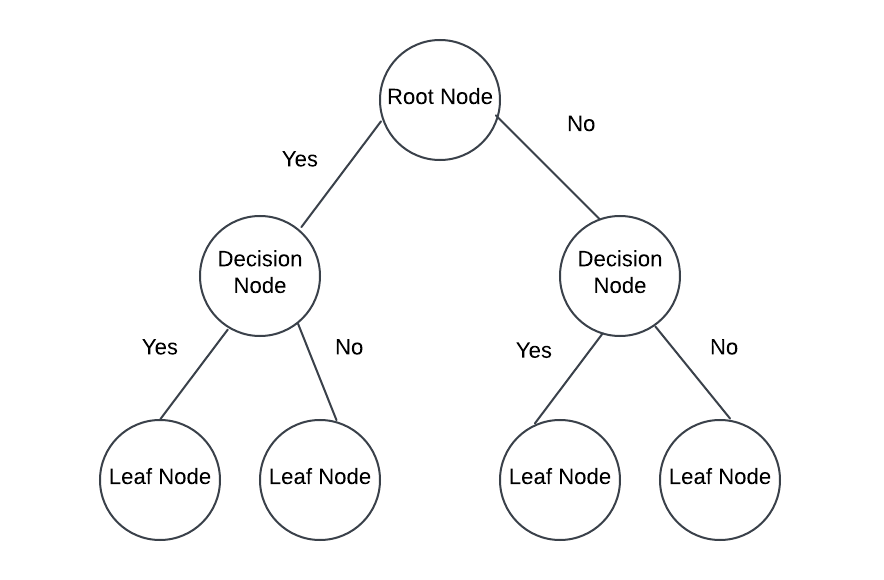 Root Node
No
Yes
Decision
Node
Decision
Node
Yes
No
Yes
No
Leaf Node
Leaf Node
Leaf Node
Leaf Node